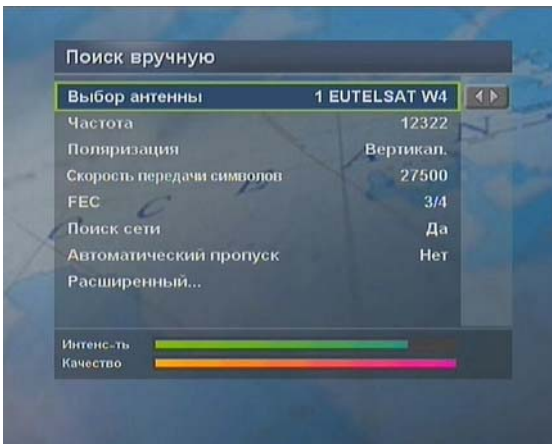 Поиск вручную
Выбор антенны 1 EUTELSAT W4
Частота 12322
Поляризация Вертикал.
Скорость передачи символов 27500
FEC 3/4
Поиск сети Да
Автоматический пропуск Нет
Расширенный...
Интенс-ть
Качество